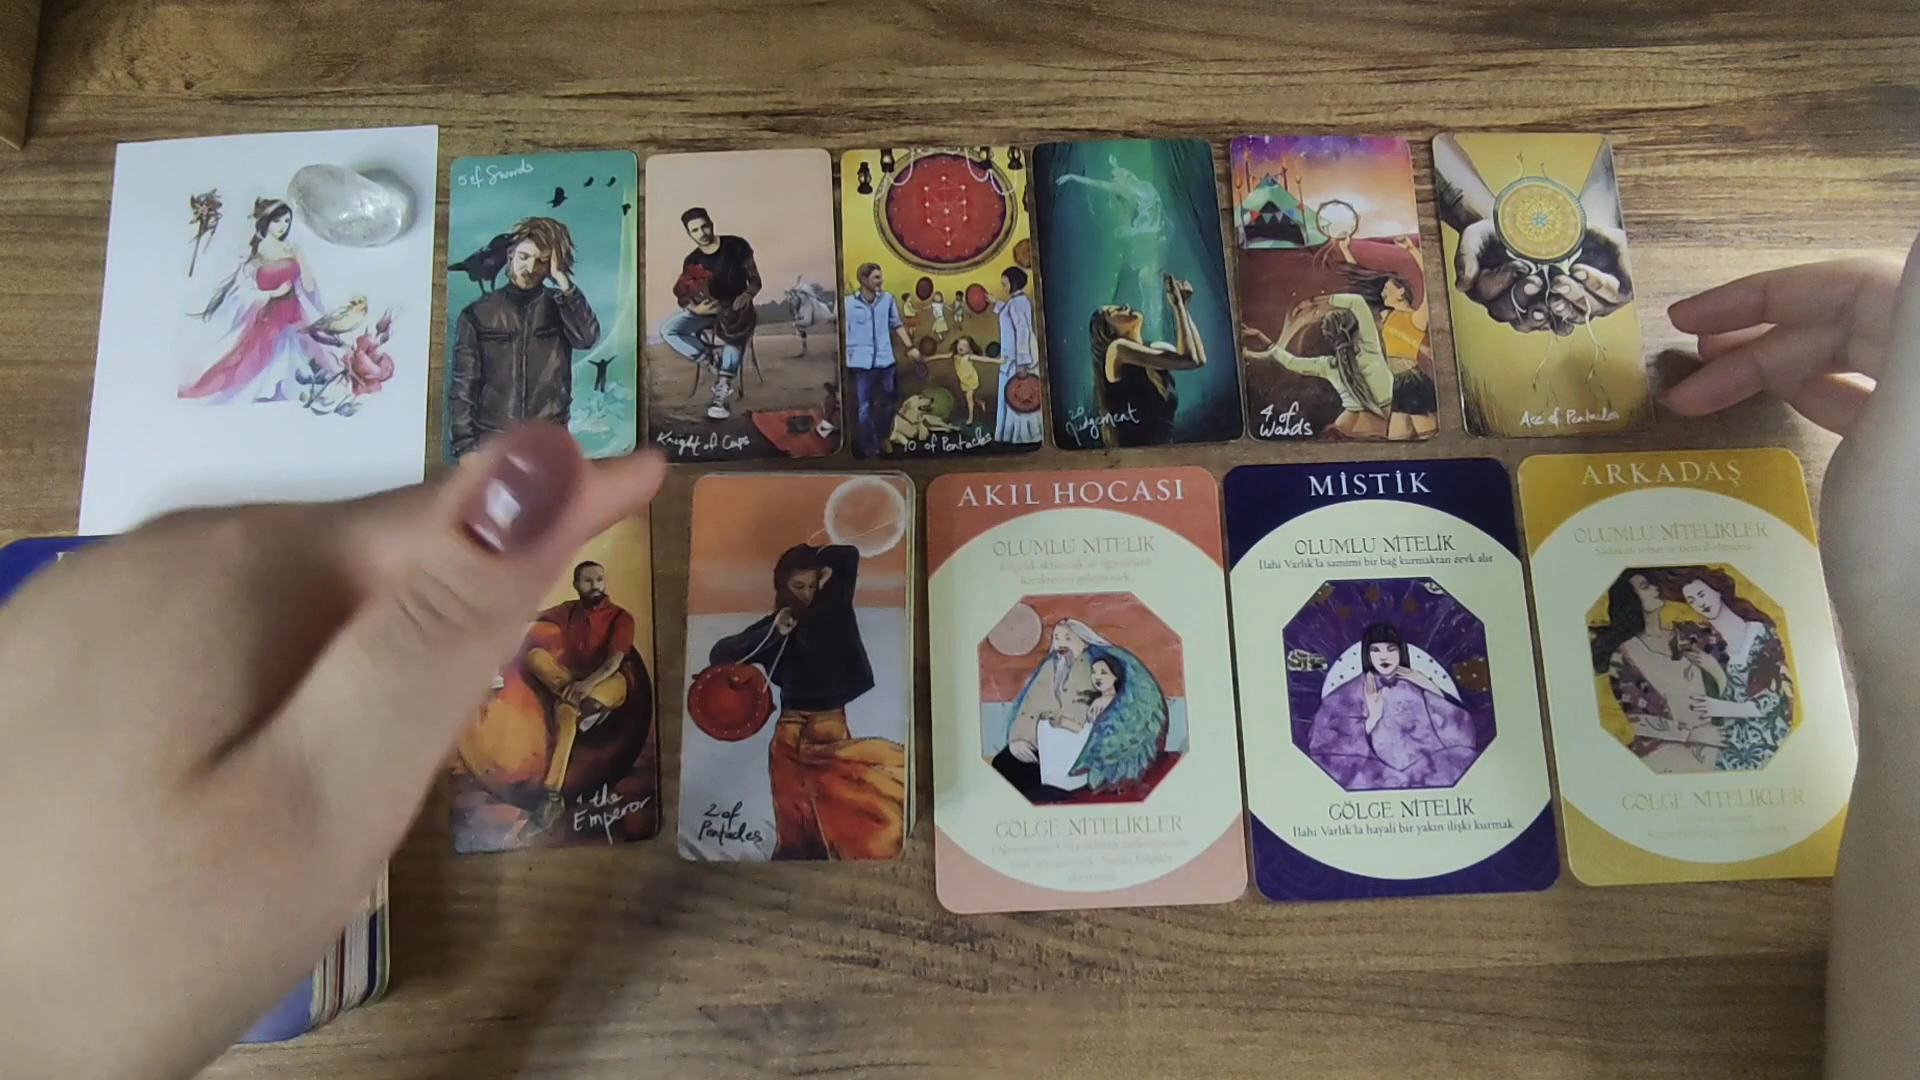 5 of Swords
Knight of Cups
10 of Pentacles
20
Judgement
4 of
Wands
Ace of Pentacles
4 the
Emperor
2 of
Pentacles
AKIL HOCASI
OLUMLU NİTELİK
GÖLGE NİTELİKLER
MİSTİK
OLUMLU NİTELİK
İlahi Varlık'la samimi bir bağ kurmaktan zevk alır
GÖLGE NİTELİK
İlahi Varlık'la hayali bir yakın ilişki kurmak
ARKADAŞ
OLUMLU NİTELİKLER
GÖLGE NİTELİKLER